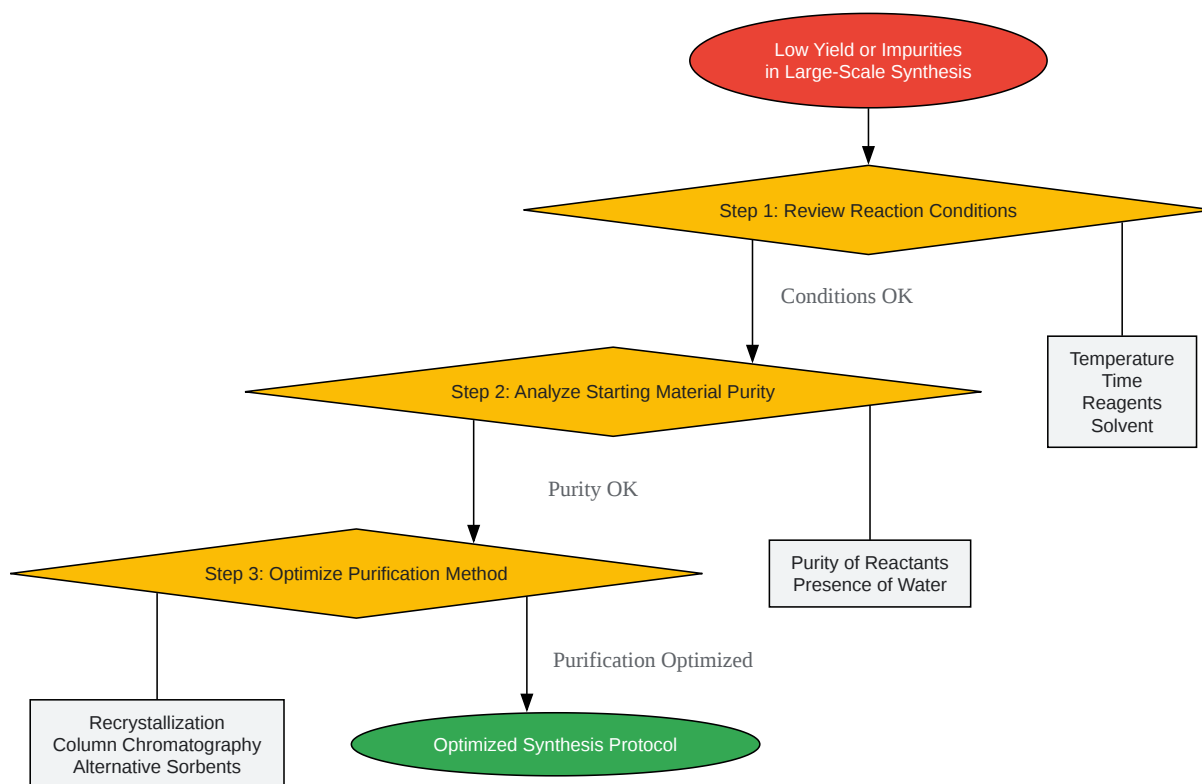 Low Yield or Impurities
in Large-Scale Synthesis
Step 1: Review Reaction Conditions
Conditions OK
Temperature
Time
Reagents
Solvent
Step 2: Analyze Starting Material Purity
Purity OK
Purity of Reactants
Presence of Water
Step 3: Optimize Purification Method
Purification Optimized
Recrystallization
Column Chromatography
Alternative Sorbents
Optimized Synthesis Protocol